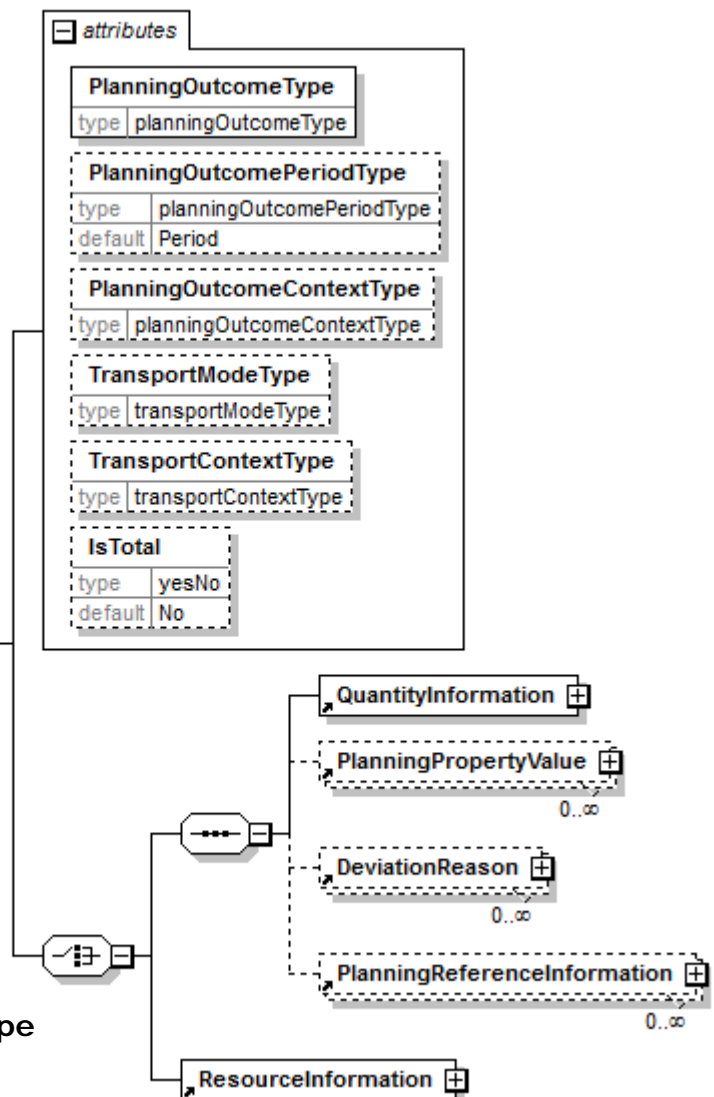 attributes
PlanningOutcomeType
type planningOutcomeType
PlanningOutcomePeriodType
type planningOutcomePeriodType
default Period
PlanningOutcomeContextType
type planningOutcomeContextType
TransportModeType
type transportModeType
TransportContextType
type transportContextType
IsTotal
type yesNo
default No
QuantityInformation
PlanningPropertyValue
0..∞
DeviationReason
0..∞
PlanningReferenceInformation
0..∞
pe
ResourceInformation